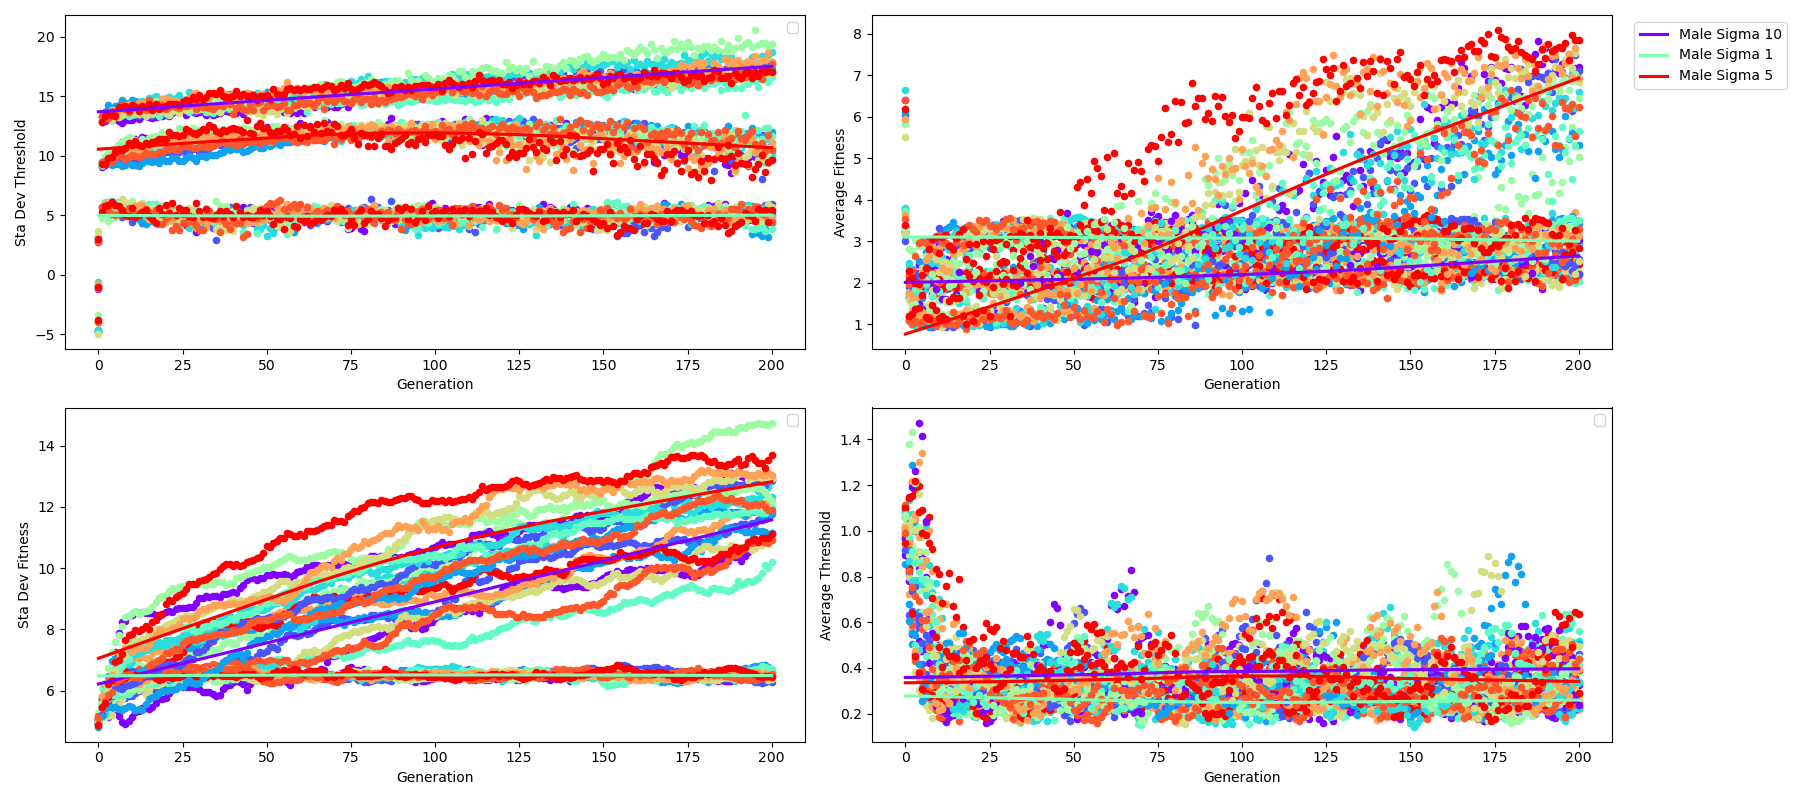 20
15
10
5
0
−5
Sta Dev Threshold
0 25 50 75 100 125 150 175 200
Generation
8
7
6
5
4
3
2
1
Average Fitness
0 25 50 75 100 125 150 175 200
Generation
Male Sigma 10
Male Sigma 1
Male Sigma 5
14
12
10
8
6
Sta Dev Fitness
0 25 50 75 100 125 150 175 200
Generation
1.4
1.2
1.0
0.8
0.6
0.4
0.2
Average Threshold
0 25 50 75 100 125 150 175 200
Generation